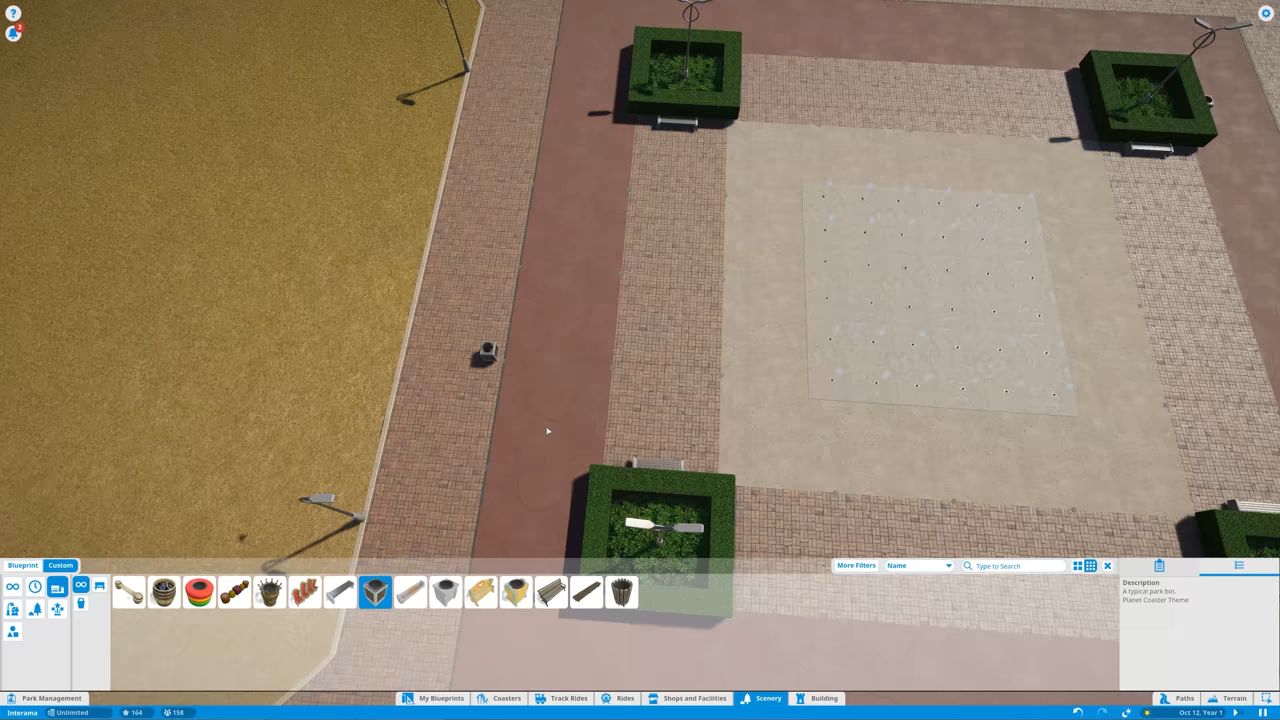 ?
3
Blueprint
Custom
More Filters
Name
Type to Search
Description
A typical park bin.
Planet Coaster Theme
Park Management
My Blueprints
Coasters
Track Rides
Rides
Shops and Facilities
Scenery
Building
Paths
Terrain
Interama
Unlimited
164
158
Oct 12, Year 1